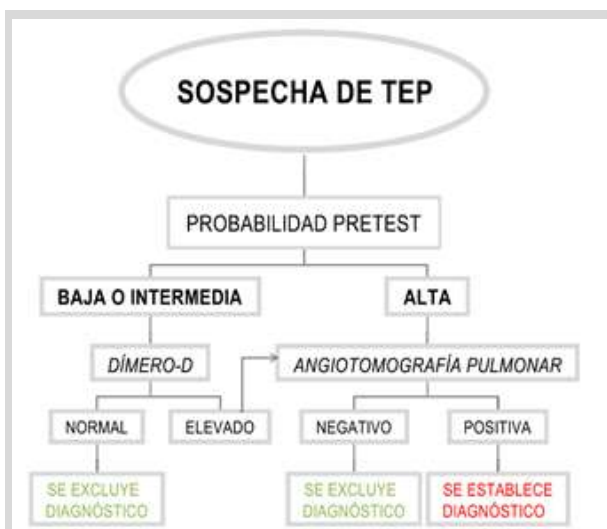 SOSPECHA DE TEP
PROBABILIDAD PRETEST
BAJA O INTERMEDIA
ALTA
DÍMERO-D
ANGIOTOMOGRAFÍA PULMONAR
NORMAL
ELEVADO
NEGATIVO
POSITIVA
SE EXCLUYE
DIAGNÓSTICO
SE EXCLUYE
DIAGNÓSTICO
SE ESTABLECE
DIAGNÓSTICO